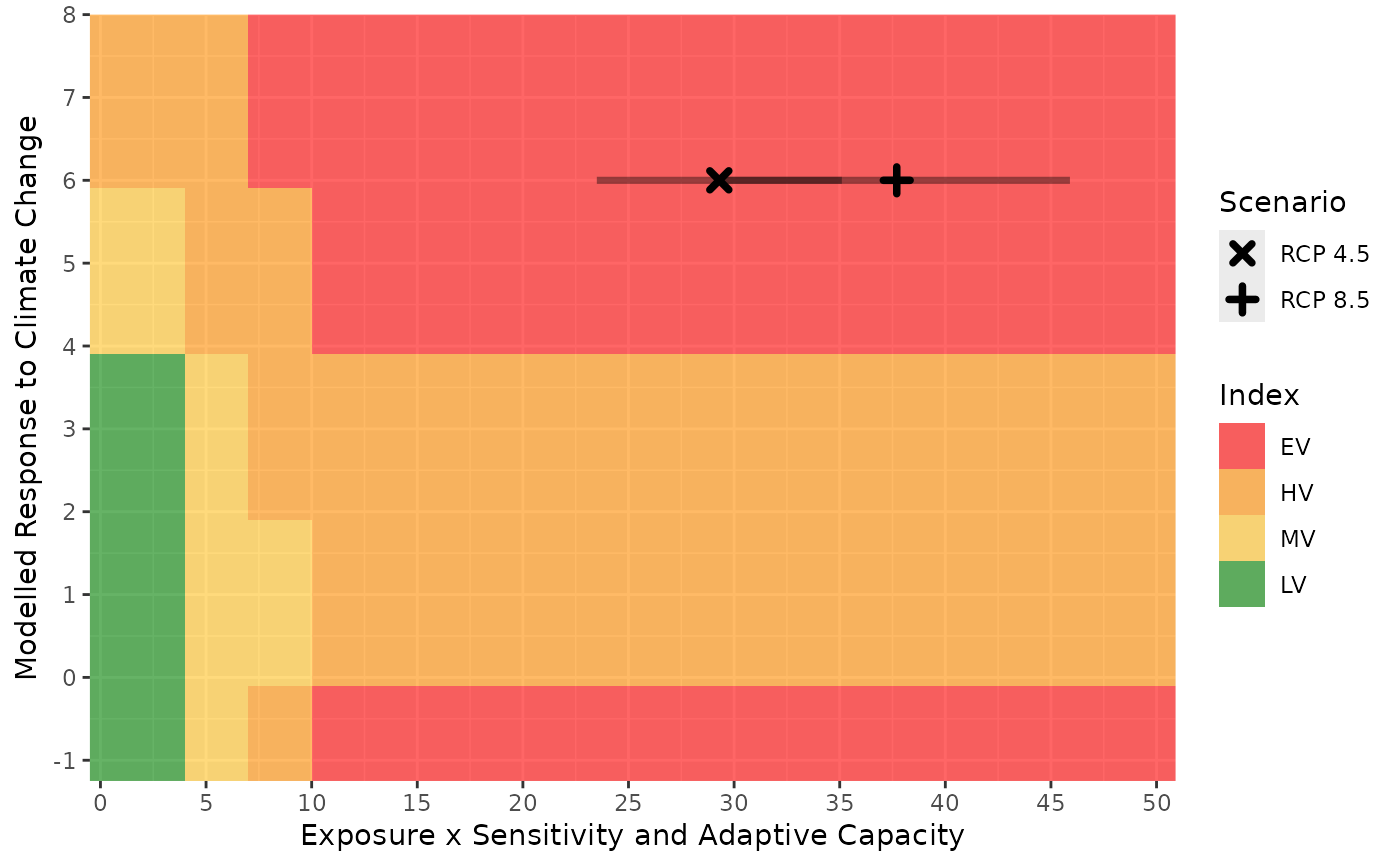 8
7
6
5
4
3
2
1
0
-1
Modelled Response to Climate Change
0 5 10 15 20 25 30 35 40 45 50
Exposure x Sensitivity and Adaptive Capacity
Scenario
RCP 4.5
RCP 8.5
Index
EV
HV
MV
LV